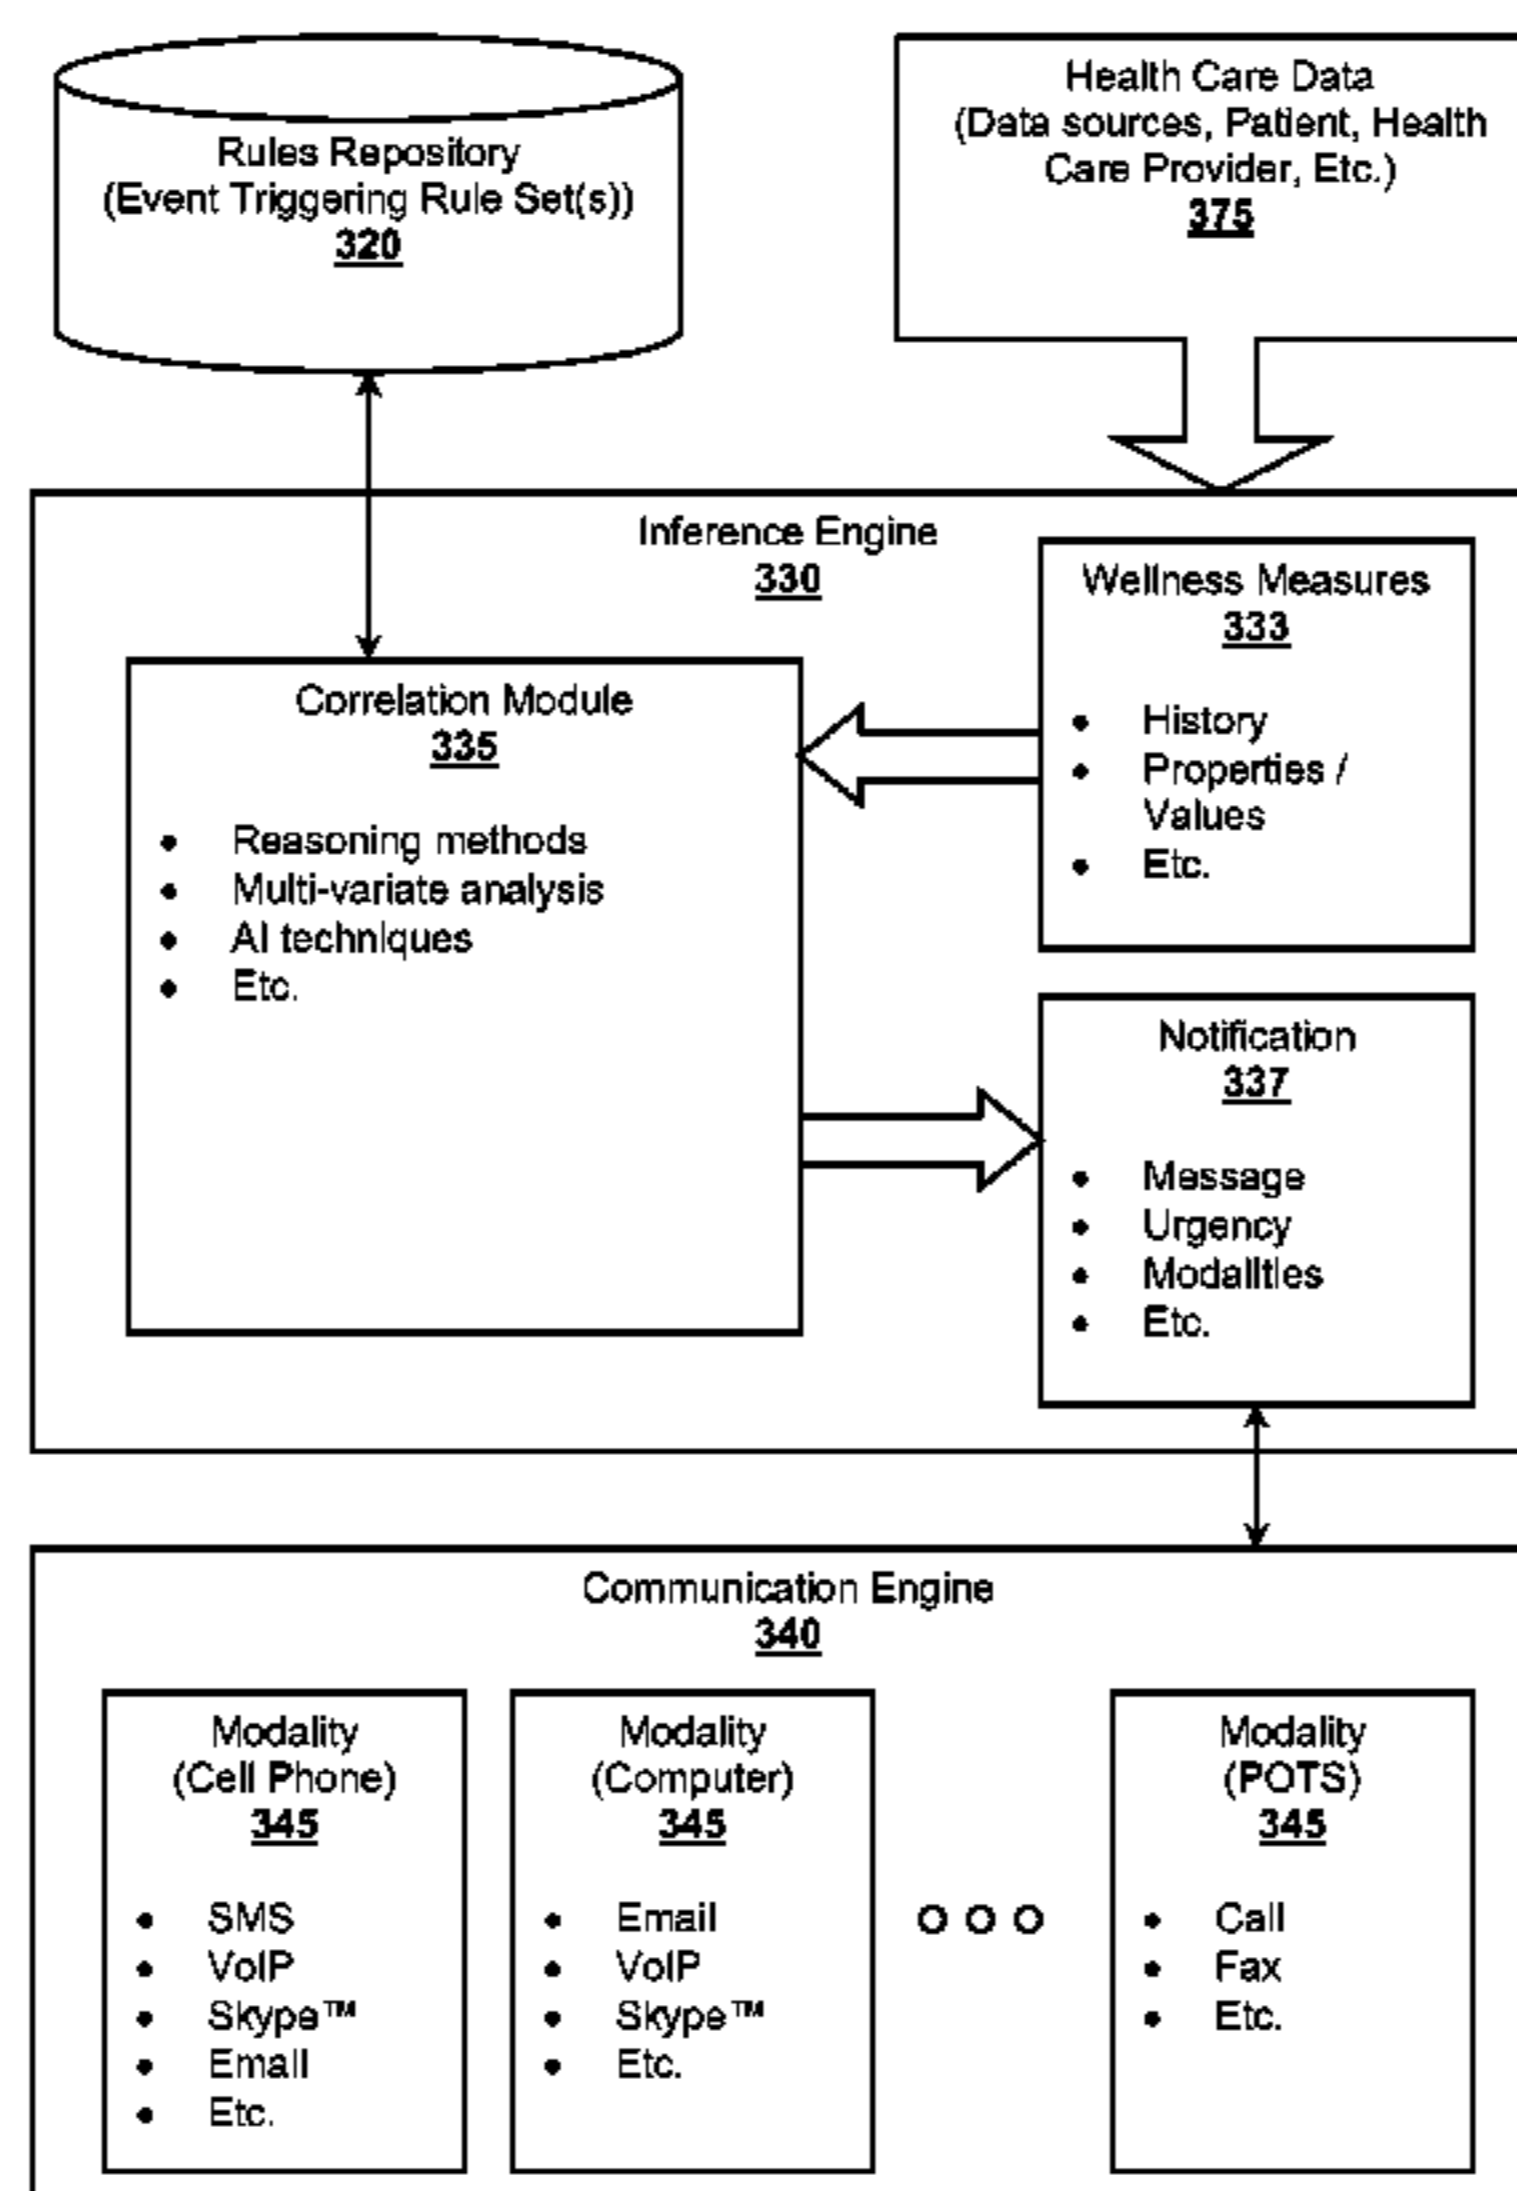 Rules Repository
(Event Triggering Rule Set(s))
320
Health Care Data
(Data sources, Patient, Health
Care Provider, Etc.)
375
Inference Engine
330
Wellness Measures
333
• History
• Properties /
Values
• Etc.
Correlation Module
335
• Reasoning methods
• Multi-variate analysis
• AI techniques
• Etc.
Notification
337
• Message
• Urgency
• Modalities
• Etc.
Communication Engine
340
Modality
(Cell Phone)
345
• SMS
• VoIP
• Skype™
• Email
• Etc.
Modality
(Computer)
345
• Email
• VoIP
• Skype™
• Etc.
Modality
(POTS)
345
• Call
• Fax
• Etc.